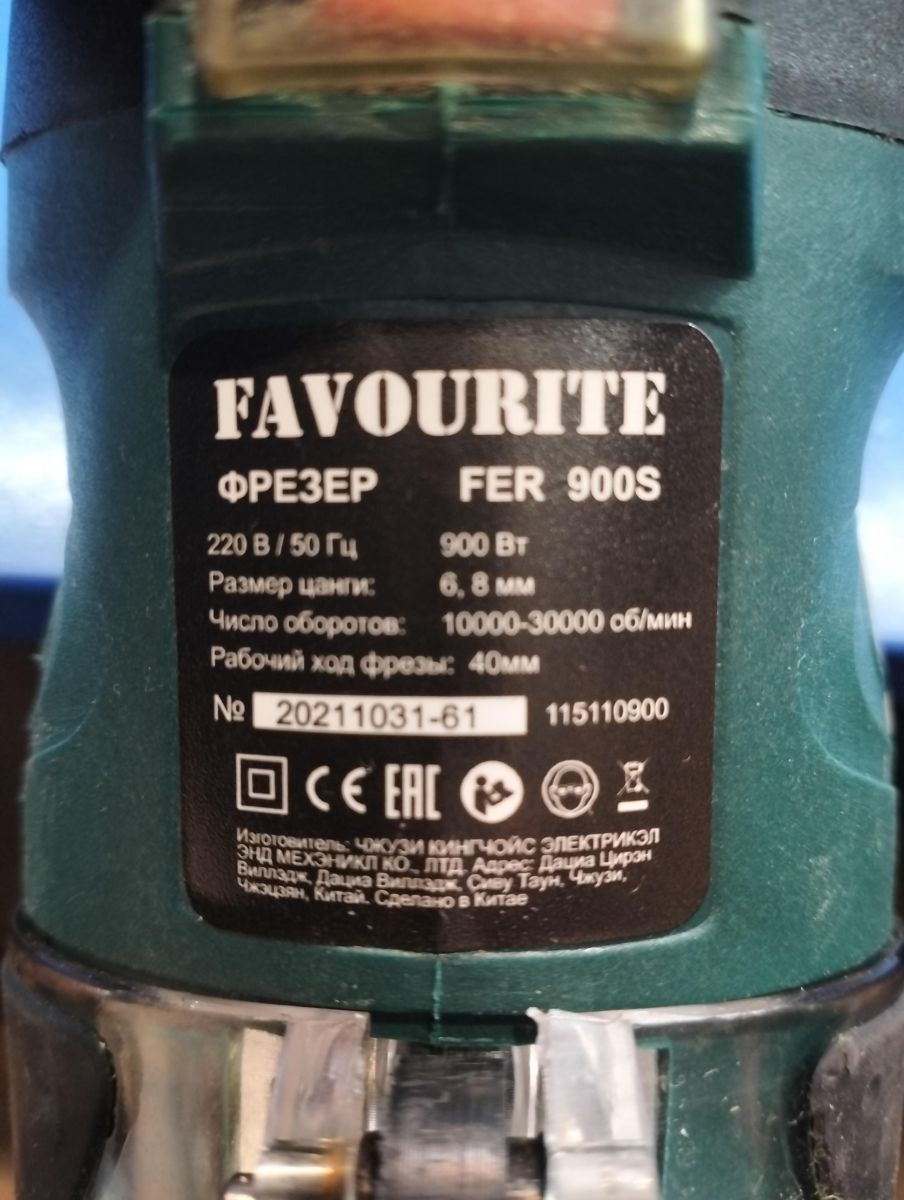 FAVOURITE
ФРЕЗЕР FER 900S
220 В / 50 Гц 900 Вт
Размер цанги: 6, 8 мм
Число оборотов: 10000-30000 об/мин
Рабочий ход фрезы: 40мм
№ 20211031-61 115110900
CE EAC
Изготовитель: ЧЖУЗИ КИНГЧОЙС ЭЛЕКТРИКЭЛ
ЭНД МЕХЭНИКЛ КО., ЛТД. Адрес: Дациа Цирэн
Виллэдж, Дациа Виллэдж, Сиву Таун, Чжузи,
Чжэцзян, Китай. Сделано в Китае